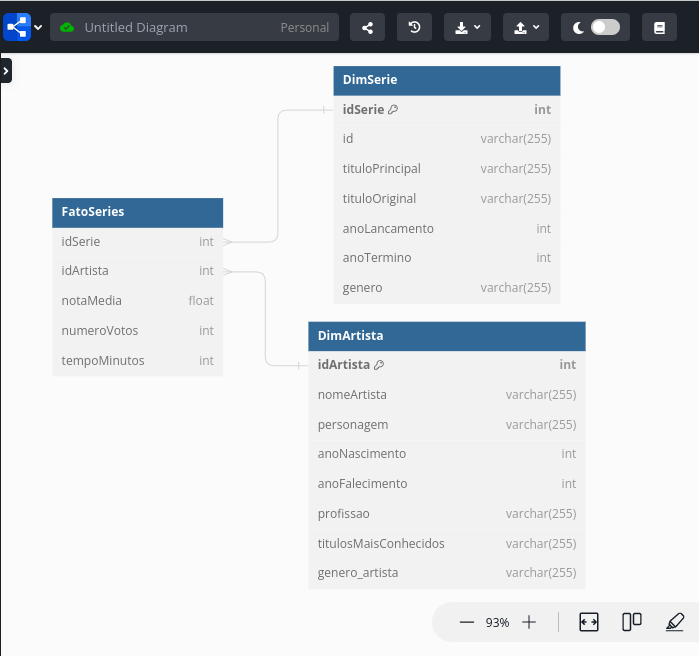 Untitled Diagram Personal
DimSerie
idSerie int
id varchar(255)
tituloPrincipal varchar(255)
tituloOriginal varchar(255)
anoLancamento int
anoTermino int
genero varchar(255)
FatoSeries
idSerie int
idArtista int
notaMedia float
numeroVotos int
tempoMinutos int
DimArtista
idArtista int
nomeArtista varchar(255)
personagem varchar(255)
anoNascimento int
anoFalecimento int
profissao varchar(255)
titulosMaisConhecidos varchar(255)
genero_artista varchar(255)
93%